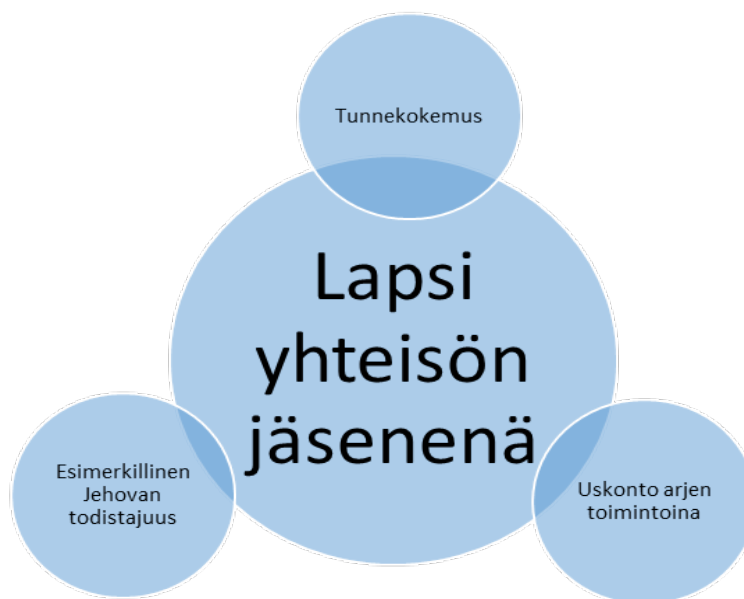 Tunnekokemus
Lapsi
yhteisön
jäsenenä
Esimerkillinen
Jehovan
todistajuus
Uskonto arjen
toimintoina